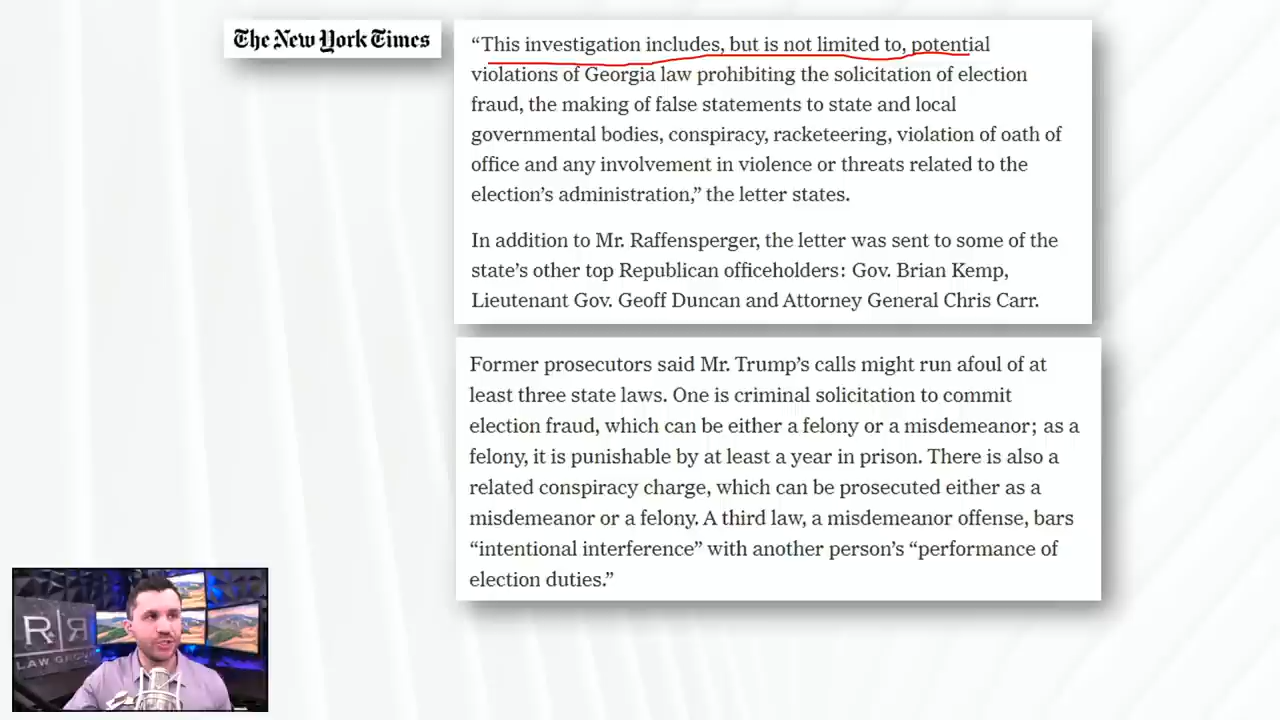 The New York Times
“This investigation includes, but is not limited to, potential
violations of Georgia law prohibiting the solicitation of election
fraud, the making of false statements to state and local
governmental bodies, conspiracy, racketeering, violation of oath of
office and any involvement in violence or threats related to the
election’s administration,” the letter states.
In addition to Mr. Raffensperger, the letter was sent to some of the
state’s other top Republican officeholders: Gov. Brian Kemp,
Lieutenant Gov. Geoff Duncan and Attorney General Chris Carr.
Former prosecutors said Mr. Trump’s calls might run afoul of at
least three state laws. One is criminal solicitation to commit
election fraud, which can be either a felony or a misdemeanor; as a
felony, it is punishable by at least a year in prison. There is also a
related conspiracy charge, which can be prosecuted either as a
misdemeanor or a felony. A third law, a misdemeanor offense, bars
“intentional interference” with another person’s “performance of
election duties.”
R|R
LAW GROUP